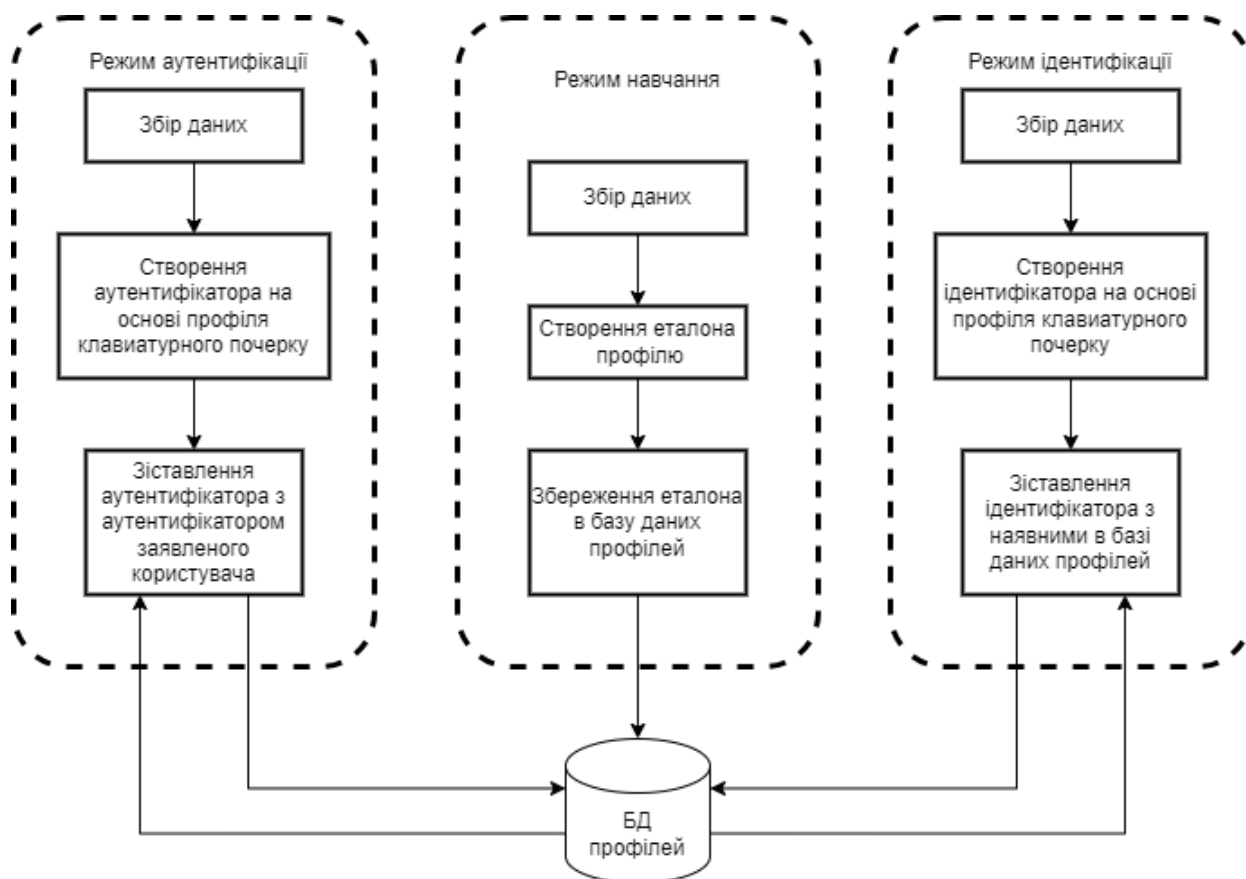 Режим аутентифікації
Збір даних
Створення
аутентифікатора на
основі профіля
клавиатурного почерку
Зіставлення
аутентифікатора з
аутентифікатором
заявленого
користувача
Режим навчання
Збір даних
Створення еталона
профілю
Збереження еталона
в базу даних
профілей
Режим ідентифікації
Збір даних
Створення
ідентифікатора на основі
профіля клавиатурного
почерку
Зіставлення
ідентифікатора з
наявними в базі
даних профілей
БД
профілей